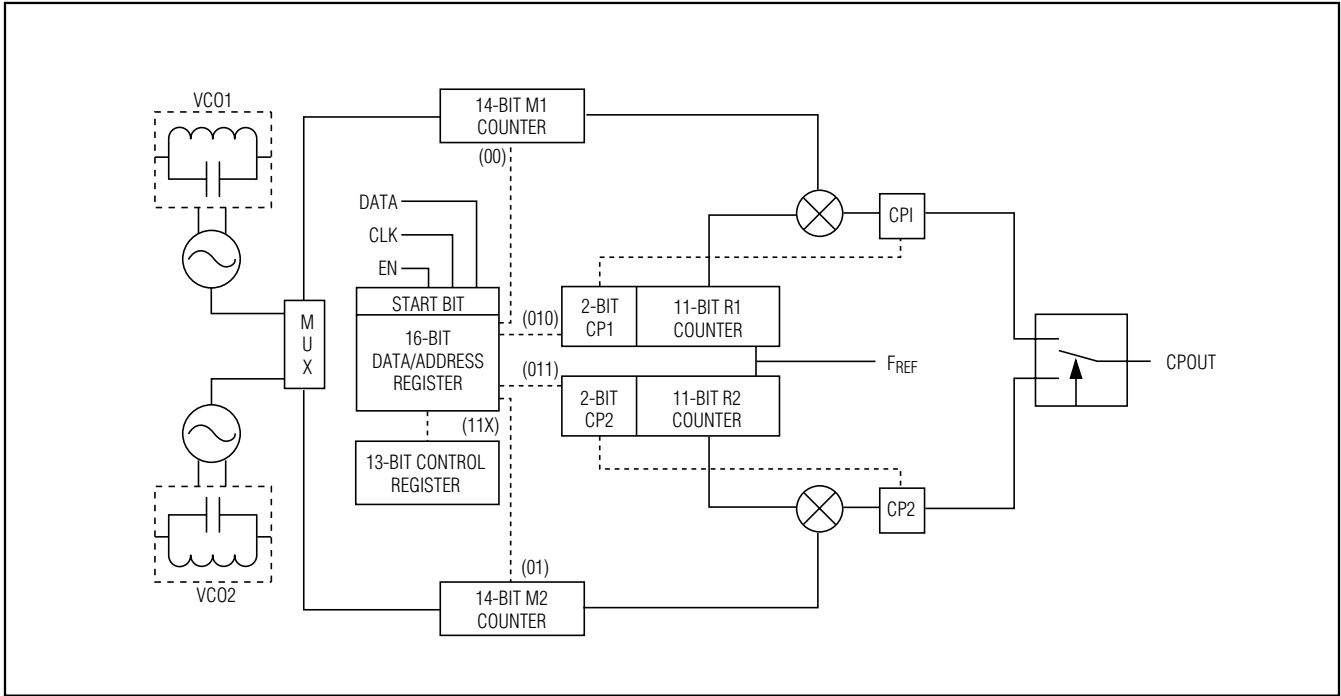 VCO1
14-BIT M1
COUNTER
(00)
DATA
CLK
EN
START BIT
16-BIT
DATA/ADDRESS
REGISTER
(010)
(011)
(11X)
13-BIT CONTROL
REGISTER
M
U
X
2-BIT
CP1
11-BIT R1
COUNTER
FREF
2-BIT
CP2
11-BIT R2
COUNTER
CP1
CP2
CPOUT
(01)
14-BIT M2
COUNTER
VCO2